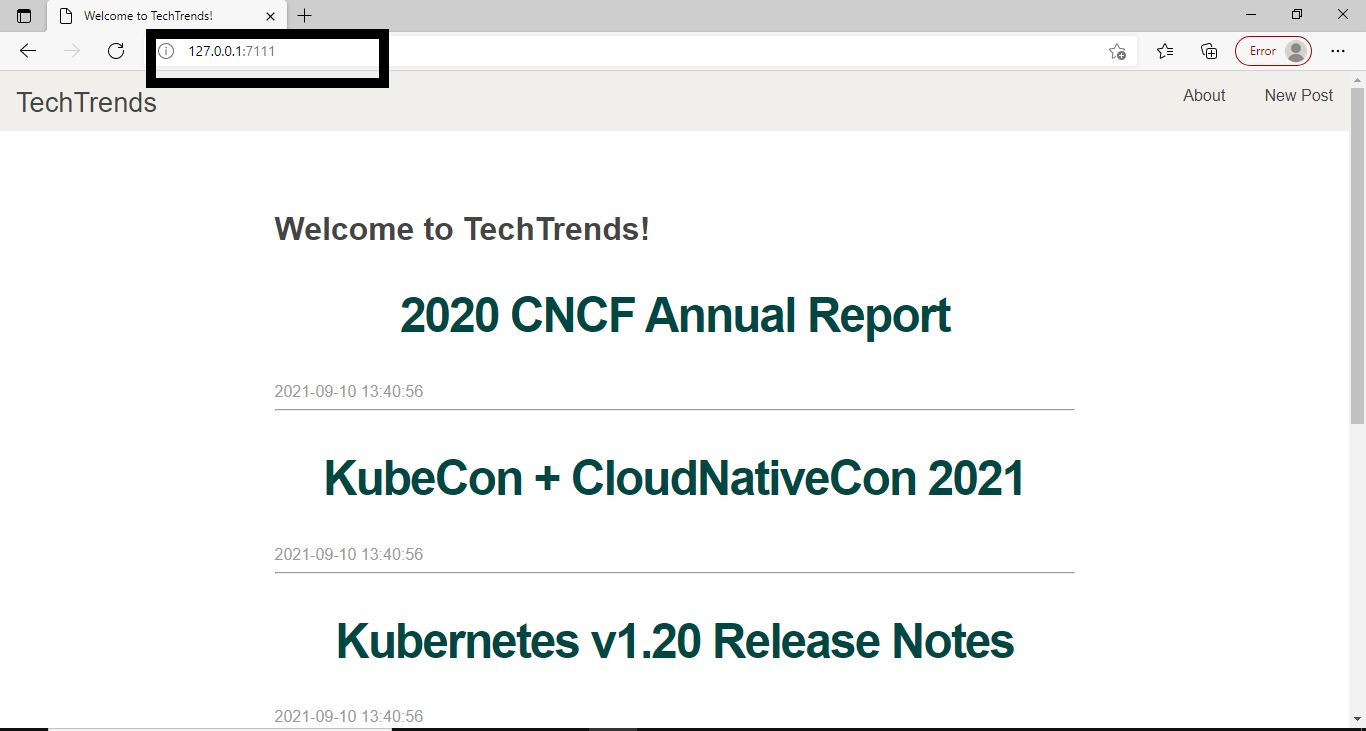 Welcome to TechTrends!
127.0.0.1:7111
Error
TechTrends
About
New Post
Welcome to TechTrends!
2020 CNCF Annual Report
2021-09-10 13:40:56
KubeCon + CloudNativeCon 2021
2021-09-10 13:40:56
Kubernetes v1.20 Release Notes
2021-09-10 13:40:56